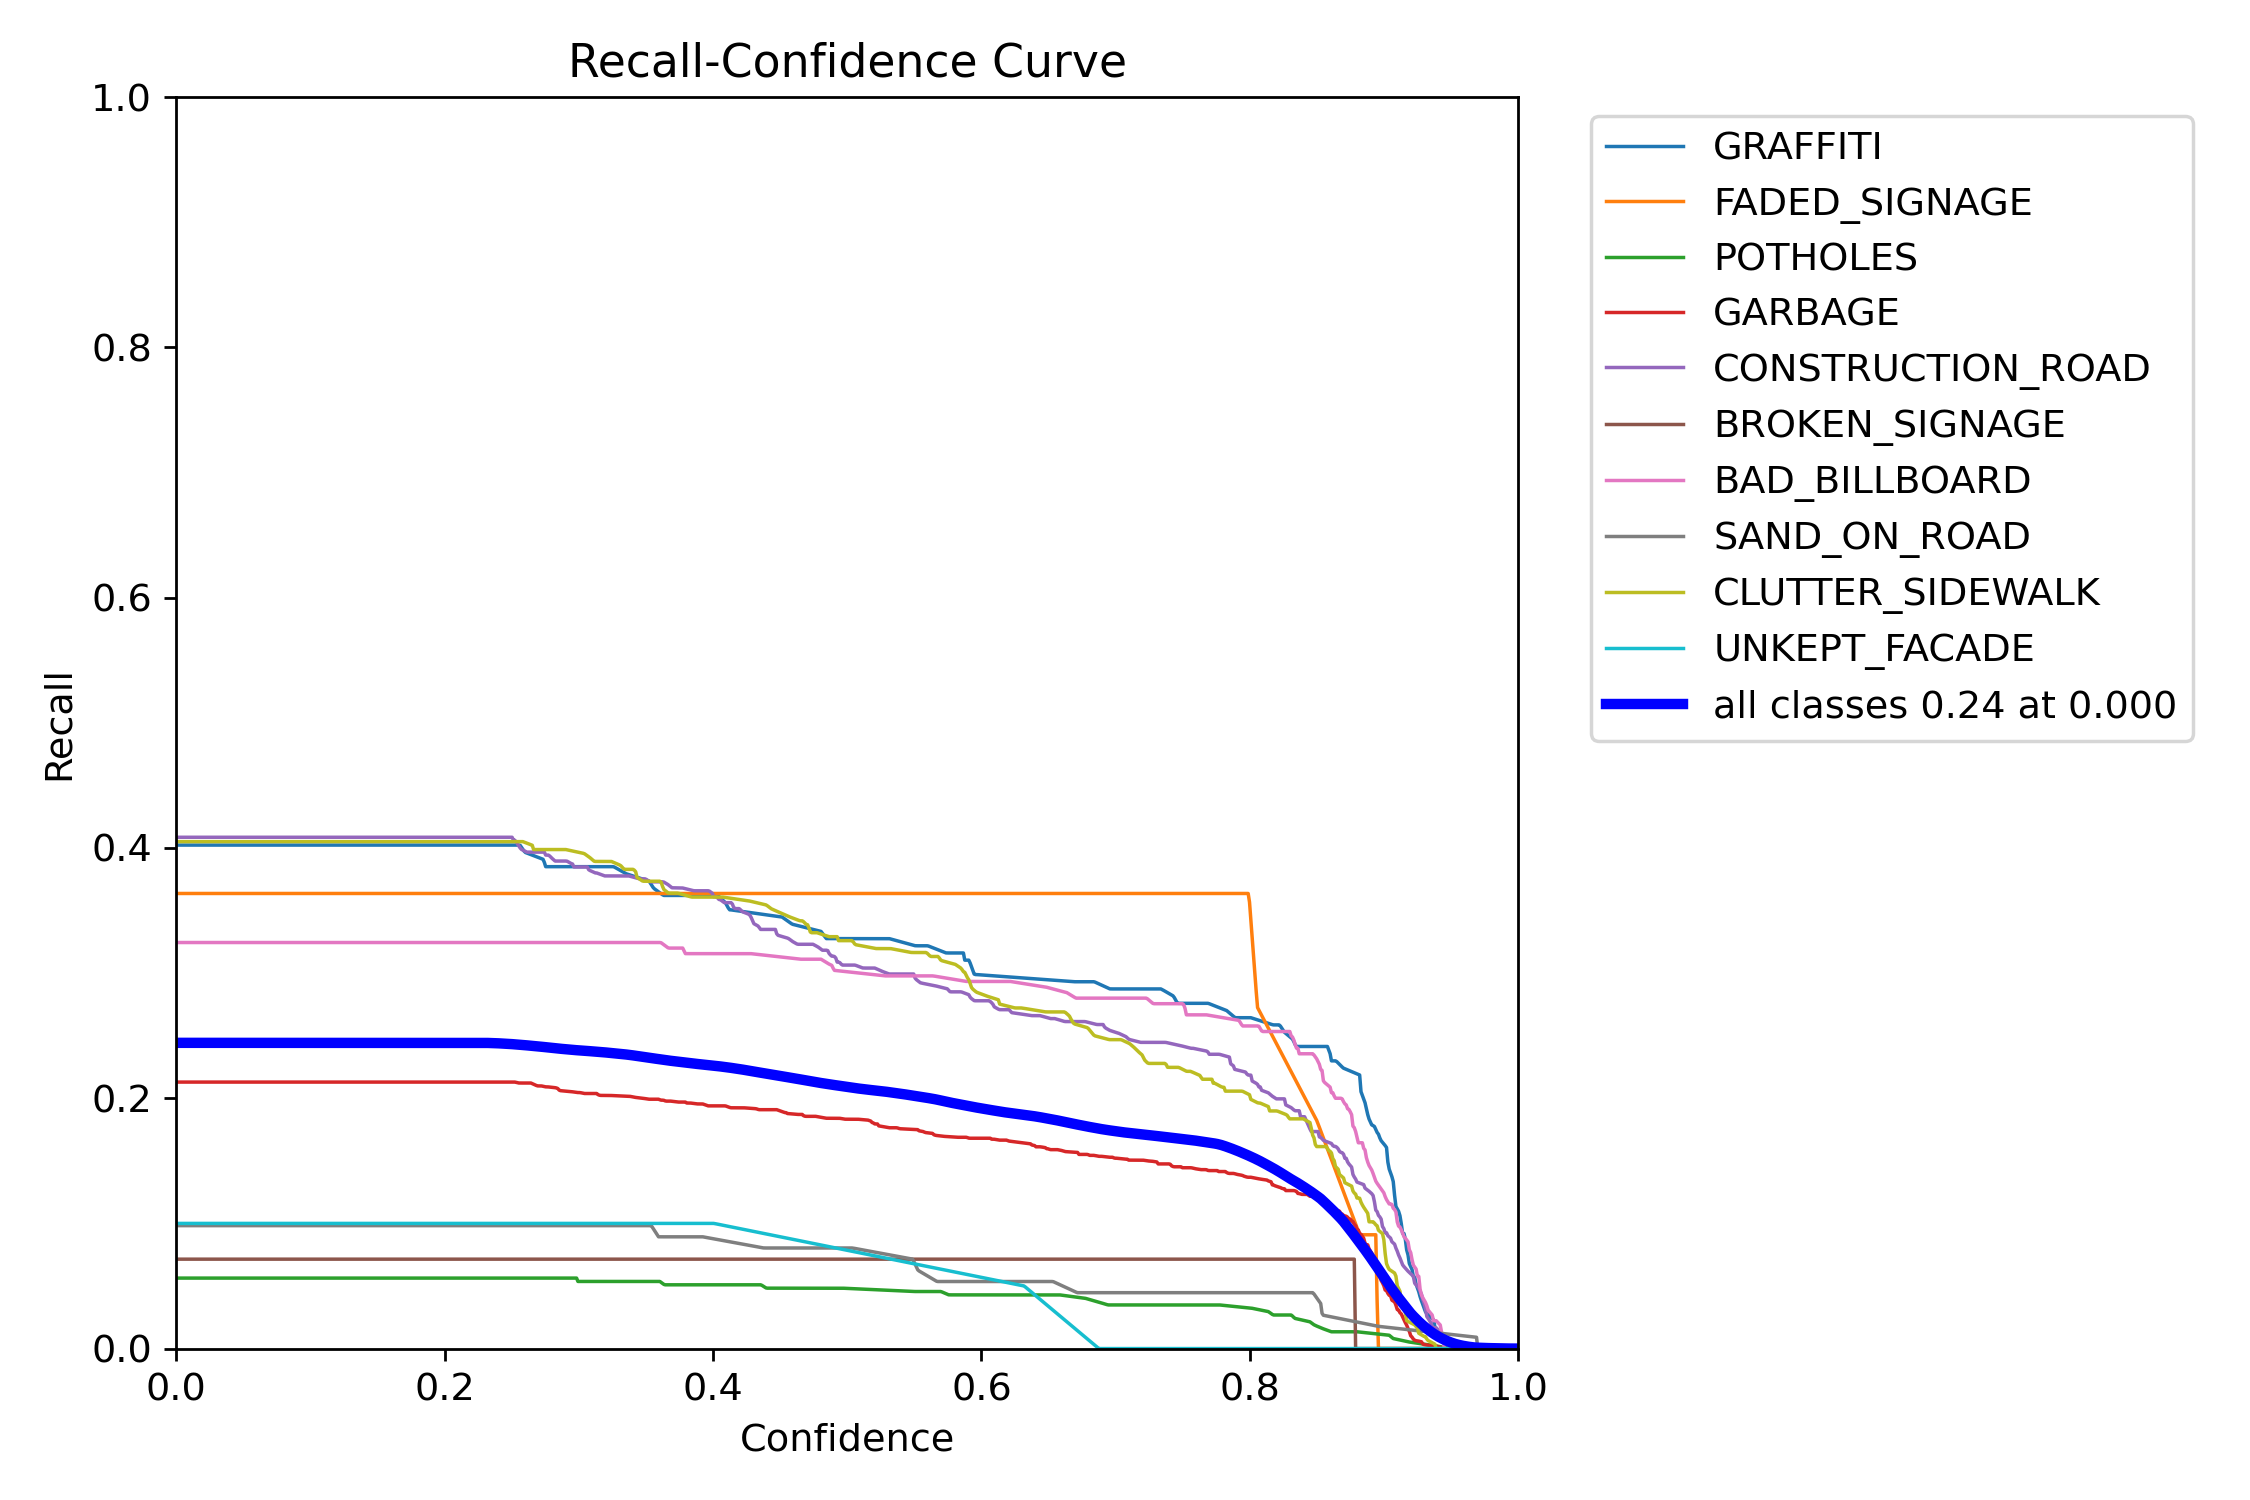 Recall-Confidence Curve
1.0
0.8
0.6
0.4
0.2
0.0
Recall
0.0 0.2 0.4 0.6 0.8 1.0
Confidence
GRAFFITI
FADED_SIGNAGE
POTHOLES
GARBAGE
CONSTRUCTION_ROAD
BROKEN_SIGNAGE
BAD_BILLBOARD
SAND_ON_ROAD
CLUTTER_SIDEWALK
UNKEPT_FACADE
all classes 0.24 at 0.000